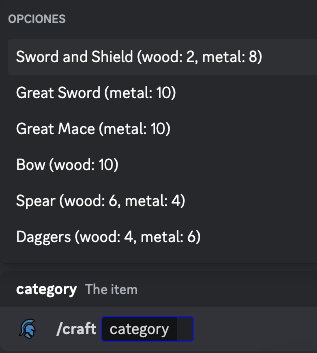 OPCIONES
Sword and Shield (wood: 2, metal: 8)
Great Sword (metal: 10)
Great Mace (metal: 10)
Bow (wood: 10)
Spear (wood: 6, metal: 4)
Daggers (wood: 4, metal: 6)
category The item
/craft category